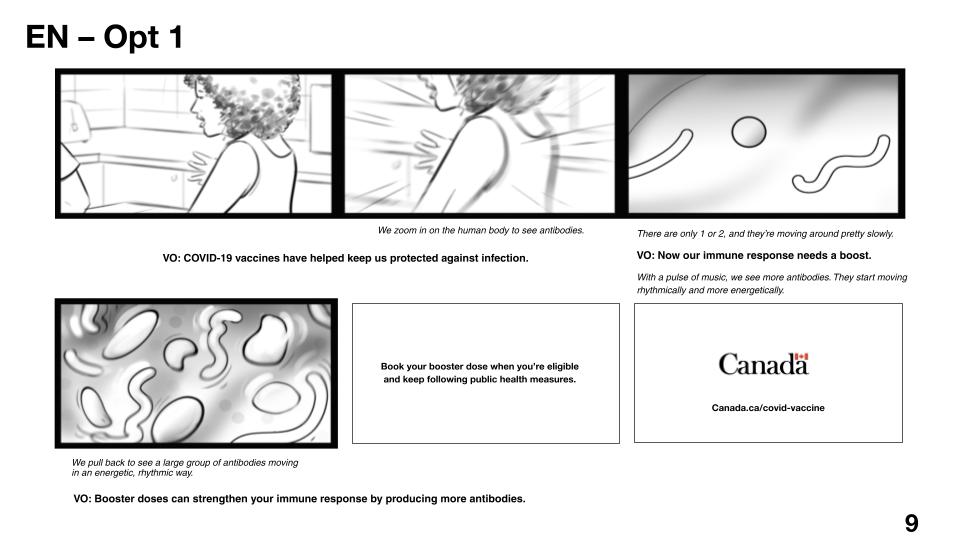 EN – Opt 1
We zoom in on the human body to see antibodies.
There are only 1 or 2, and they're moving around pretty slowly.
VO: COVID-19 vaccines have helped keep us protected against infection.
VO: Now our immune response needs a boost.
With a pulse of music, we see more antibodies. They start moving
rhythmically and more energetically.
Book your booster dose when you're eligible
and keep following public health measures.
Canada
Canada.ca/covid-vaccine
We pull back to see a large group of antibodies moving
in an energetic, rhythmic way.
VO: Booster doses can strengthen your immune response by producing more antibodies.
9